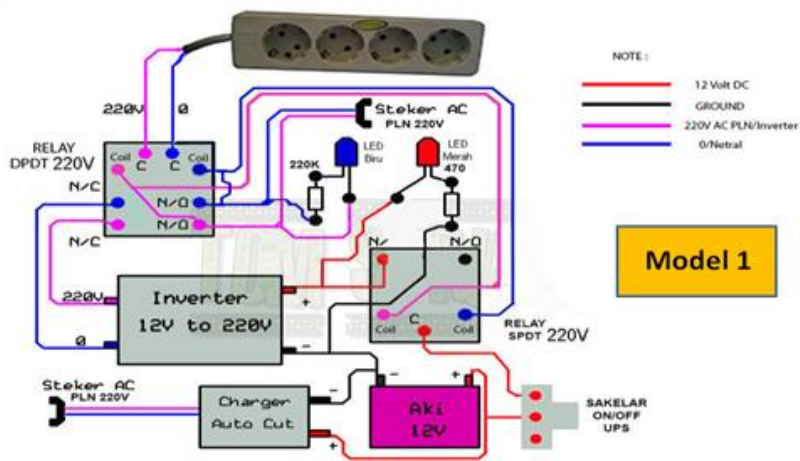 NOTE :
12 Volt DC
GROUND
220V AC PLN/Inverter
0/Netral
220V
0
Steker AC
PLN 220V
RELAY
DPDT 220V
Coil
C
C
Coil
N/C
N/O
N/O
N/C
220K
LED
Biru
LED
Merah
470
N/
N/O
Coil
C
Coil
RELAY
SPDT 220V
Model 1
220V
0
Inverter
12V to 220V
+
-
Steker AC
PLN 220V
Charger
Auto Cut
-
+
-
+
Aki
12V
SAKELAR
ON/OFF
UPS